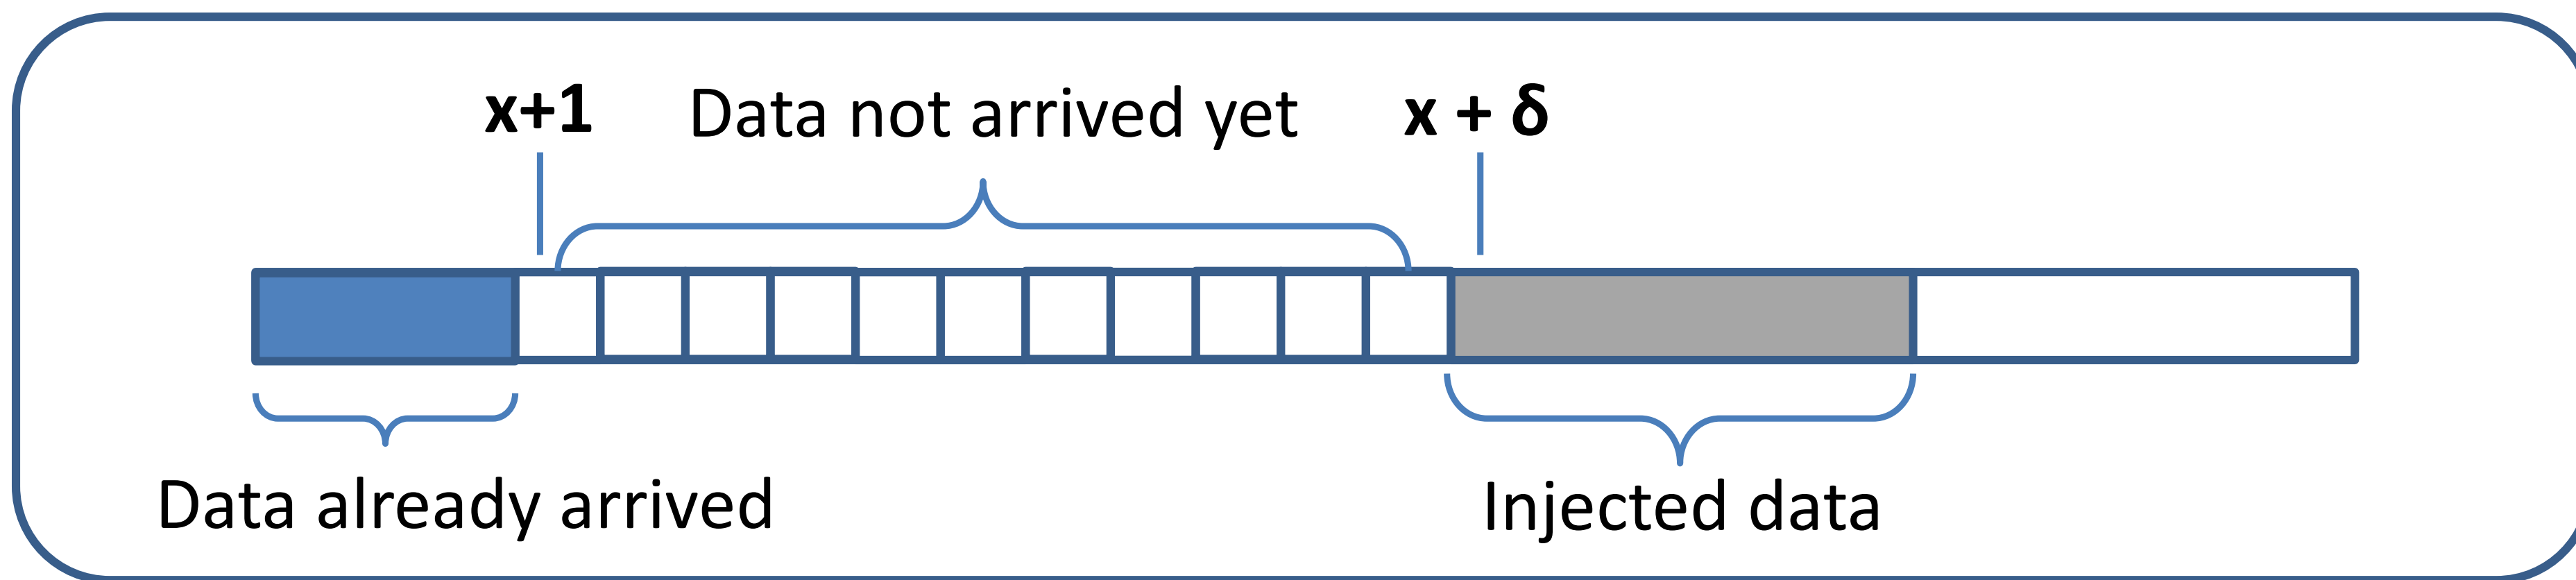 x+1 Data not arrived yet x + δ
Data already arrived Injected data